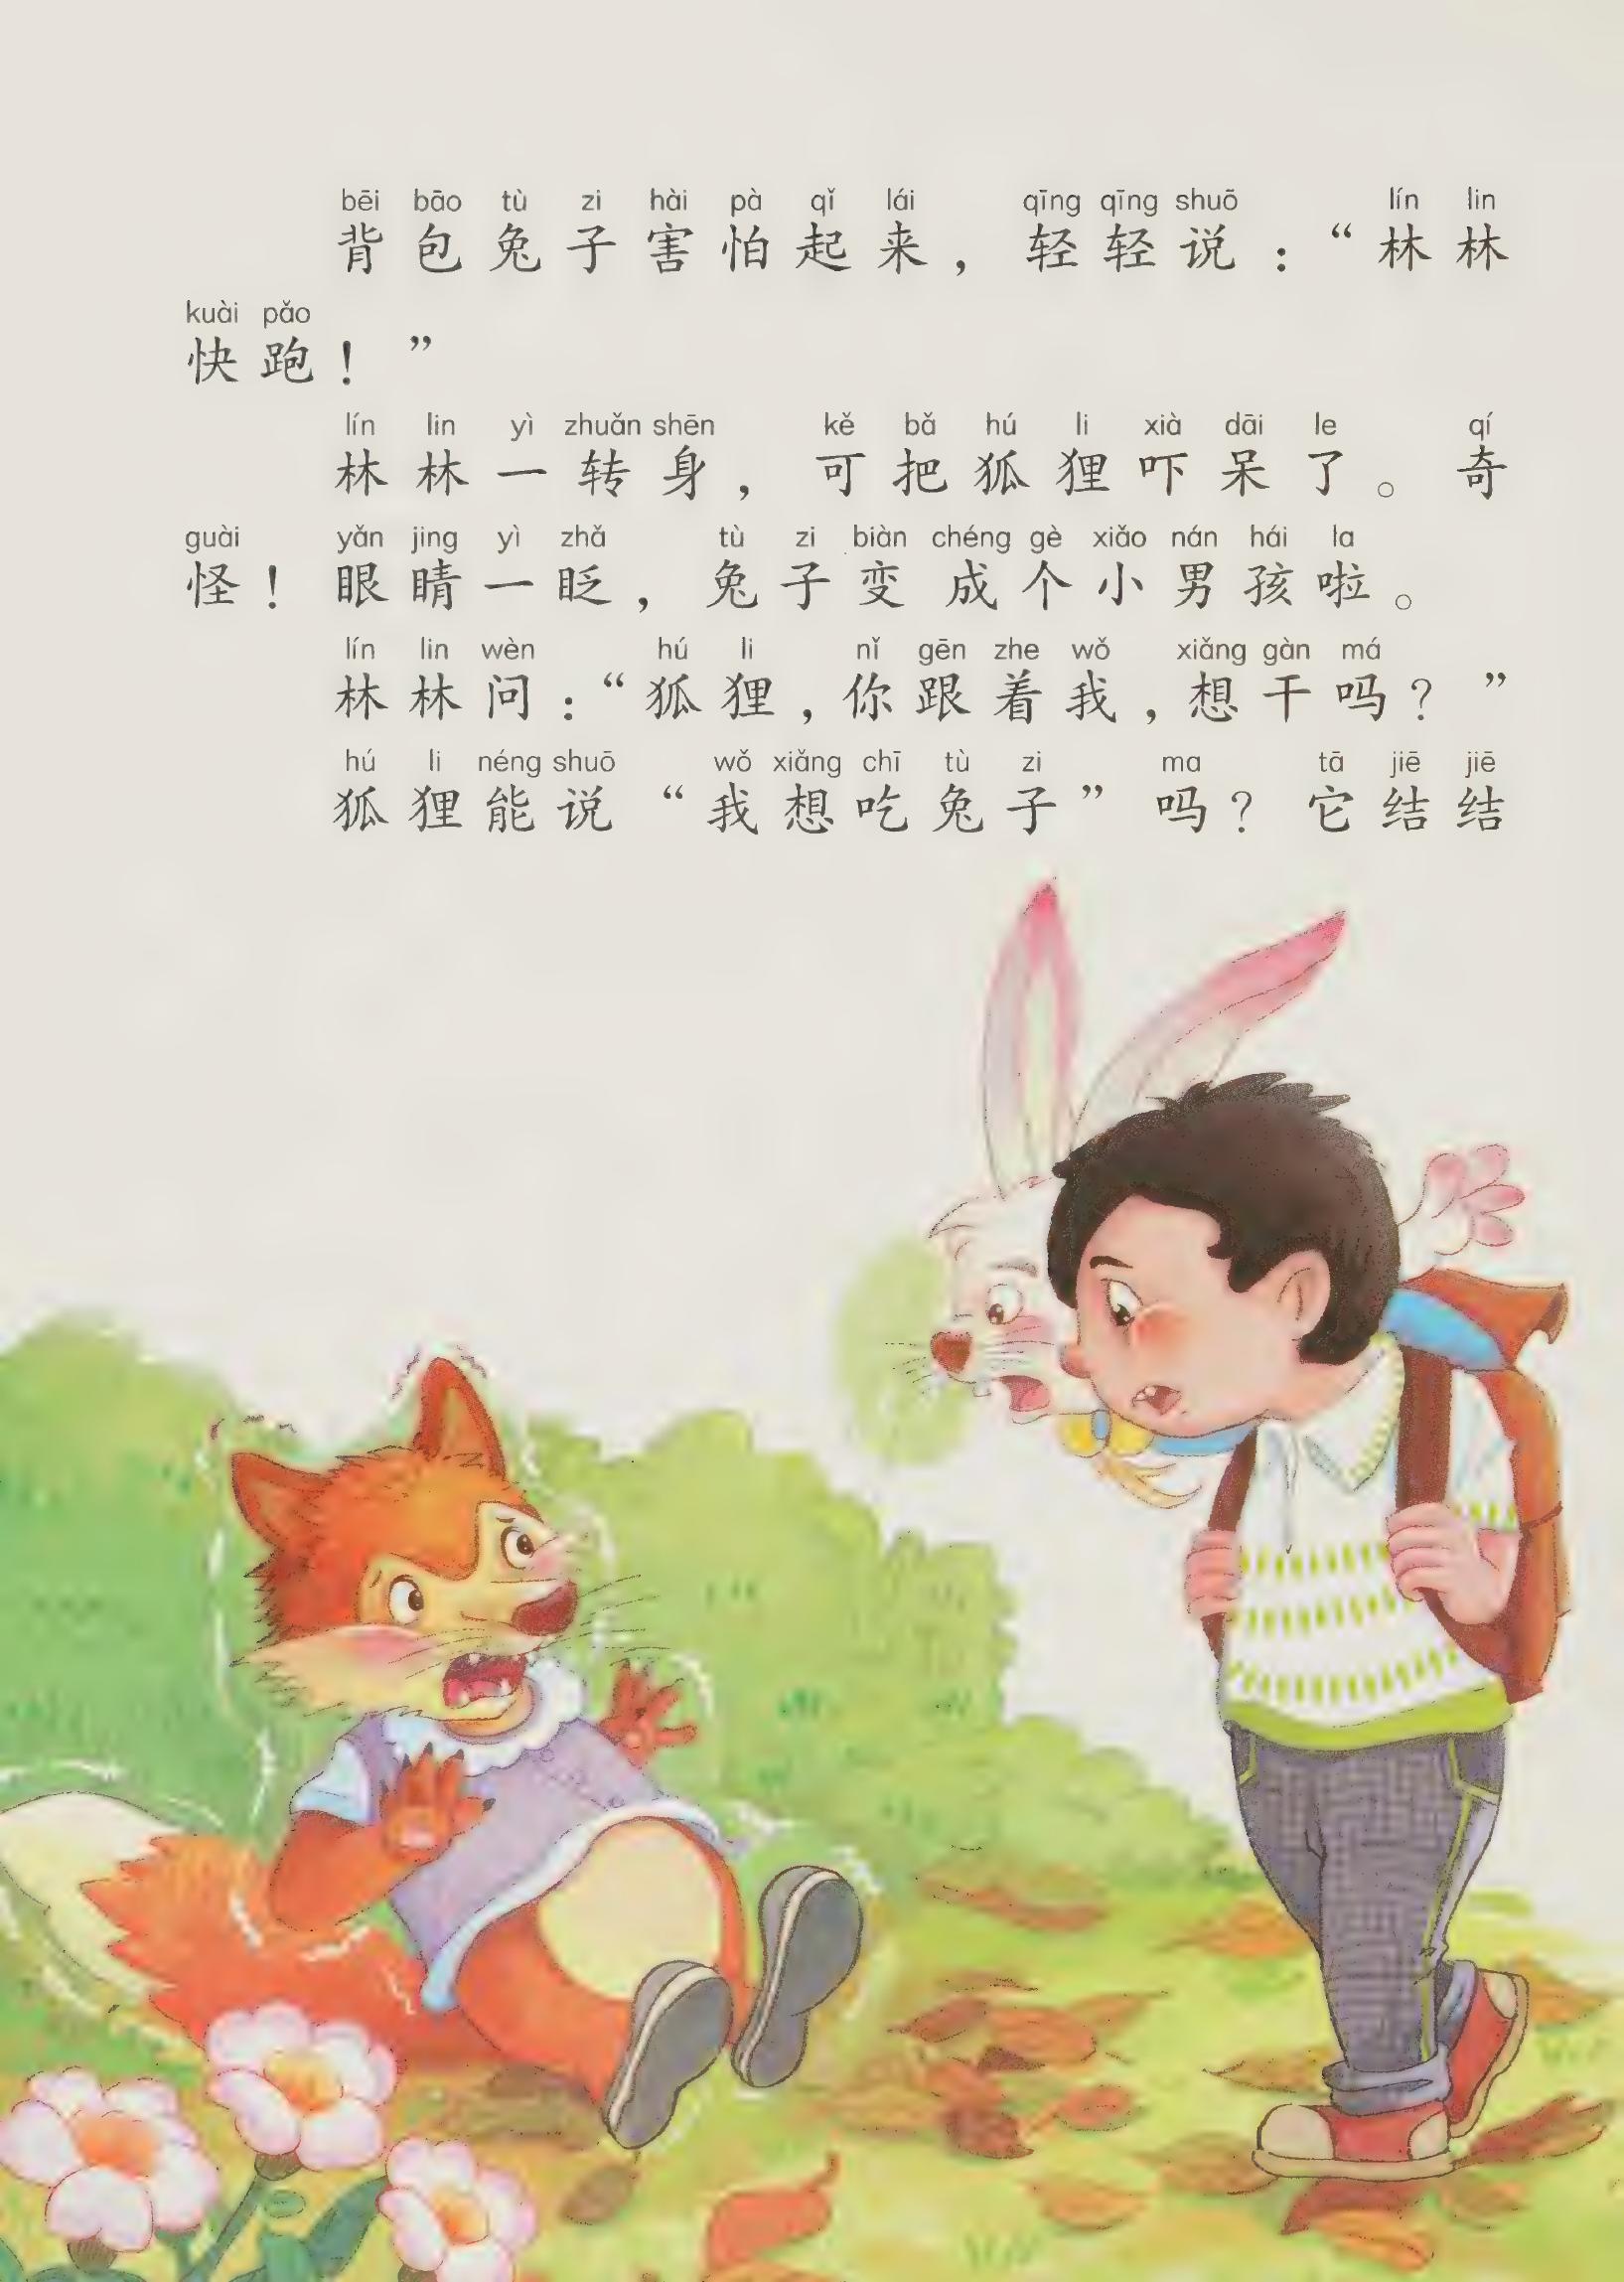 bēi bāo tù zi hài pà qǐ lái qīng qīng shuō lín lin
背包兔子害怕起来，轻轻说：“林林
kuài pǎo
快跑！”
lín lin yì zhuǎn shēn kě bǎ hú li xià dāi le qí
林林一转身，可把狐狸吓呆了。奇
guài yǎn jing yì zhǎ tù zi biàn chéng gè xiǎo nán hái la
怪！眼睛一眨，兔子变成个小男孩啦。
lín lin wèn hú li nǐ gēn zhe wǒ xiǎng gàn má
林林问：“狐狸，你跟着我，想干吗？”
hú li néng shuō wǒ xiǎng chī tù zi ma tā jiē jiē
狐狸能说“我想吃兔子”吗？它结结